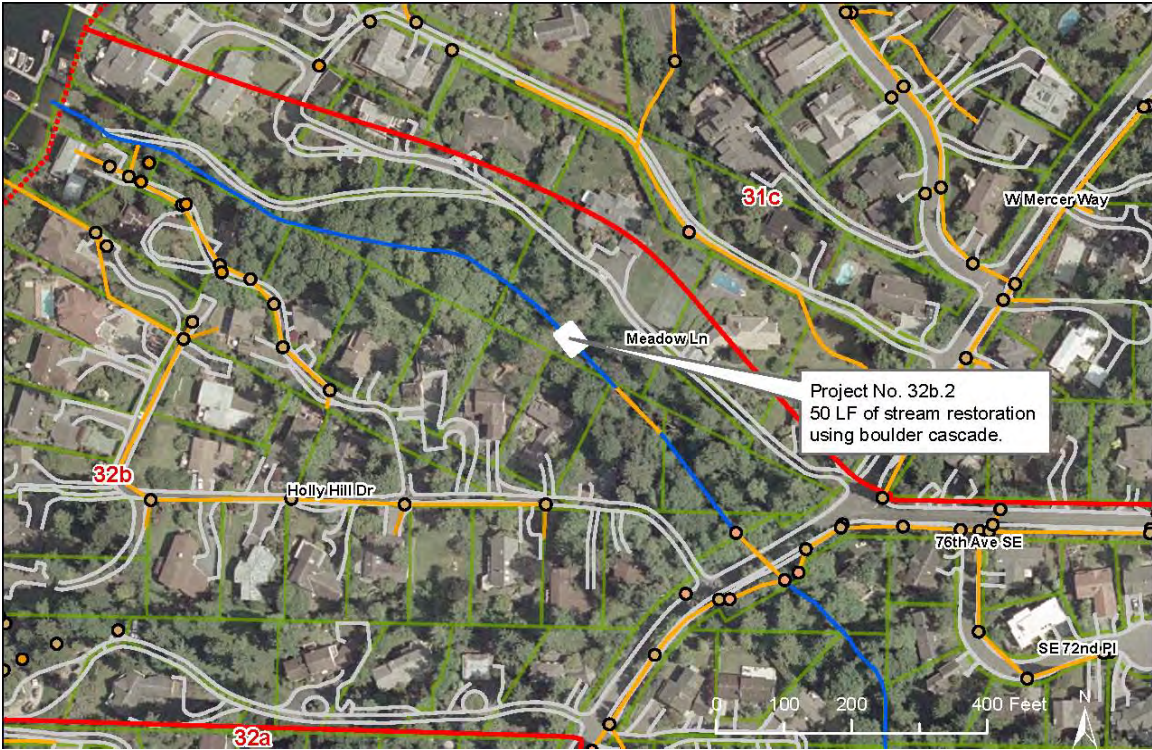 31c
W Mercer Way
Meadow Ln
Project No. 32b.2
50 LF of stream restoration
using boulder cascade.
32b
Holly Hill Dr
76th Ave SE
SE 72nd Pl
0 100 200 400 Feet
N
32a